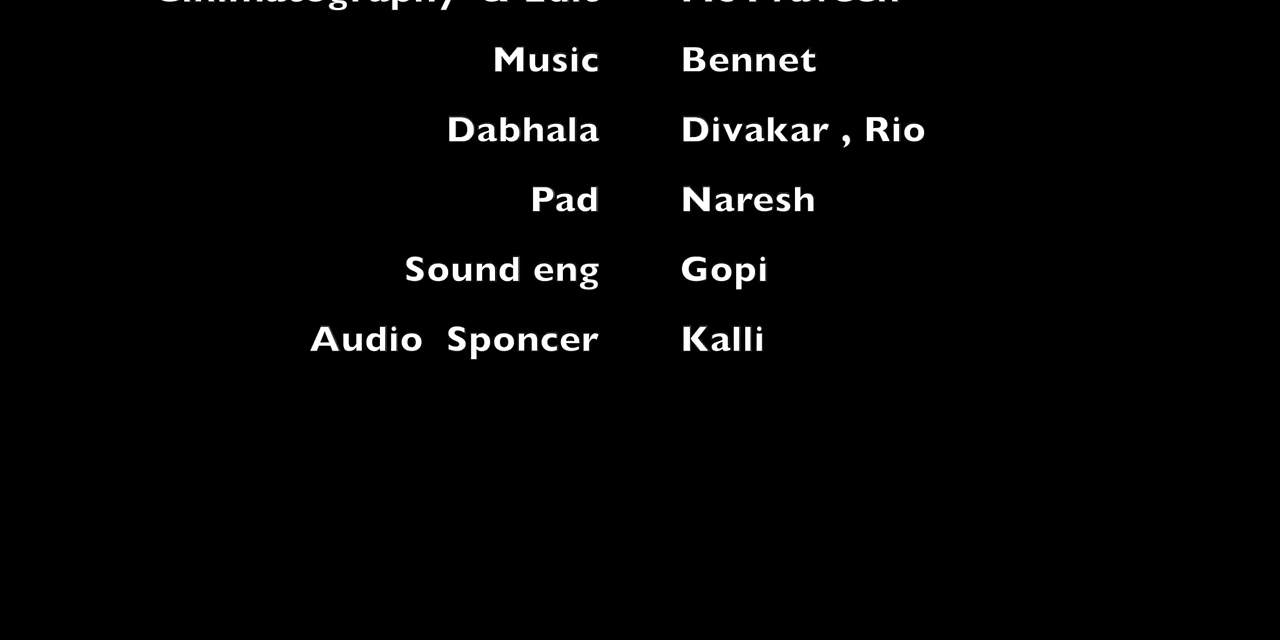 Music Bennet
Dabhala Divakar , Rio
Pad Naresh
Sound eng Gopi
Audio Sponcer Kalli